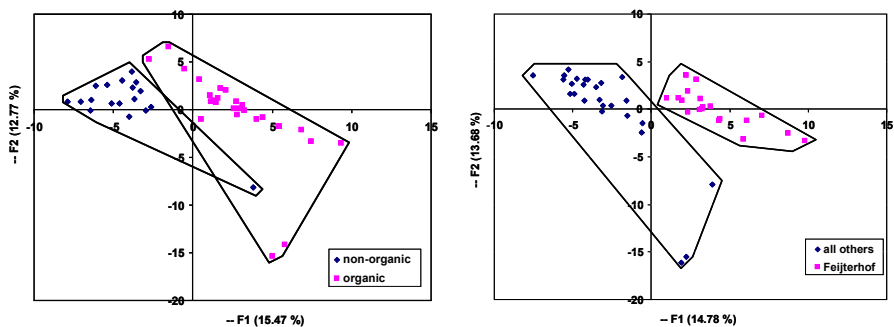 10
5
0
-10 -5 0 5 10 15
-5
-10
-15
-20
-- F2 (12.77 %)
-- F1 (15.47 %)
non-organic
organic
10
5
0
-10 -5 0 5 10 15
-5
-10
-15
-20
-- F2 (13.68 %)
-- F1 (14.78 %)
all others
Feijterhof